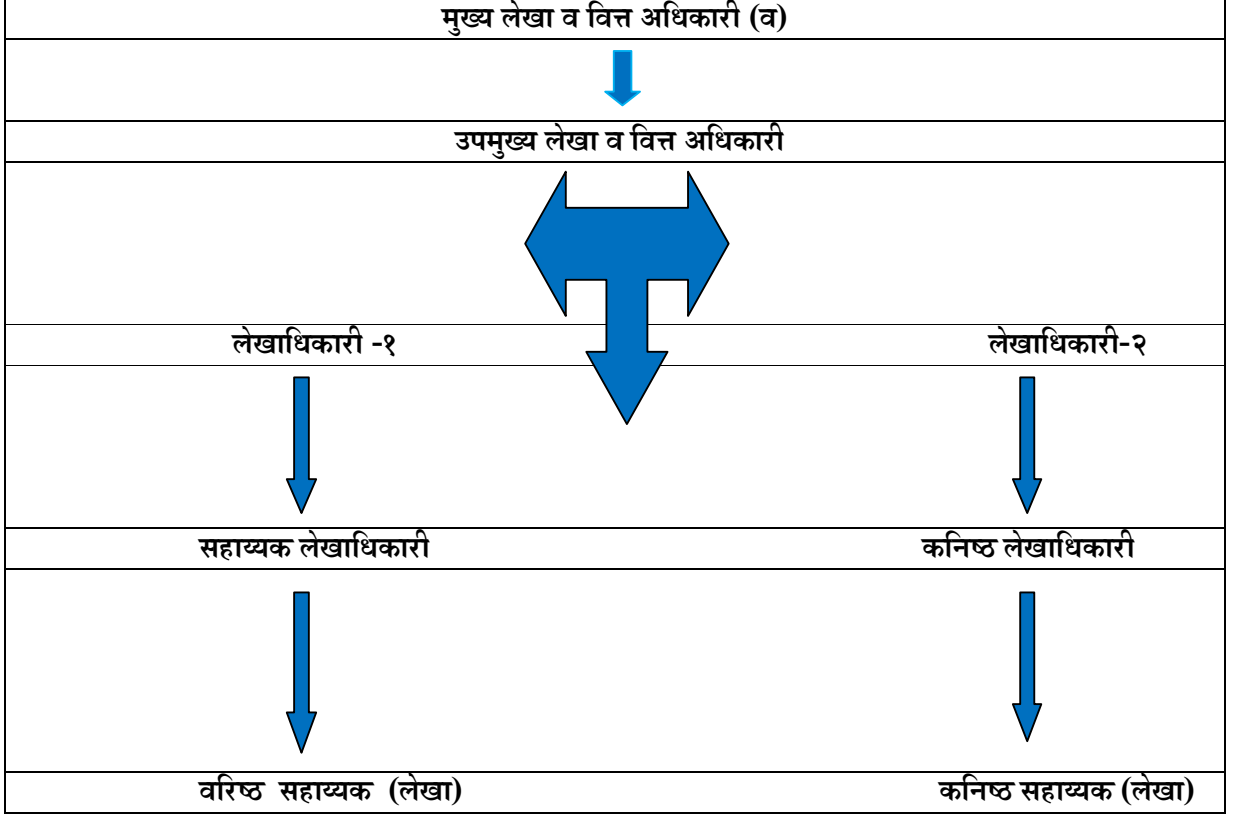 मुख्य लेखा व वित्त अधिकारी (व)
उपमुख्य लेखा व वित्त अधिकारी
लेखाधिकारी -१ लेखाधिकारी-२
सहाय्यक लेखाधिकारी कनिष्ठ लेखाधिकारी
वरिष्ठ सहाय्यक (लेखा) कनिष्ठ सहाय्यक (लेखा)